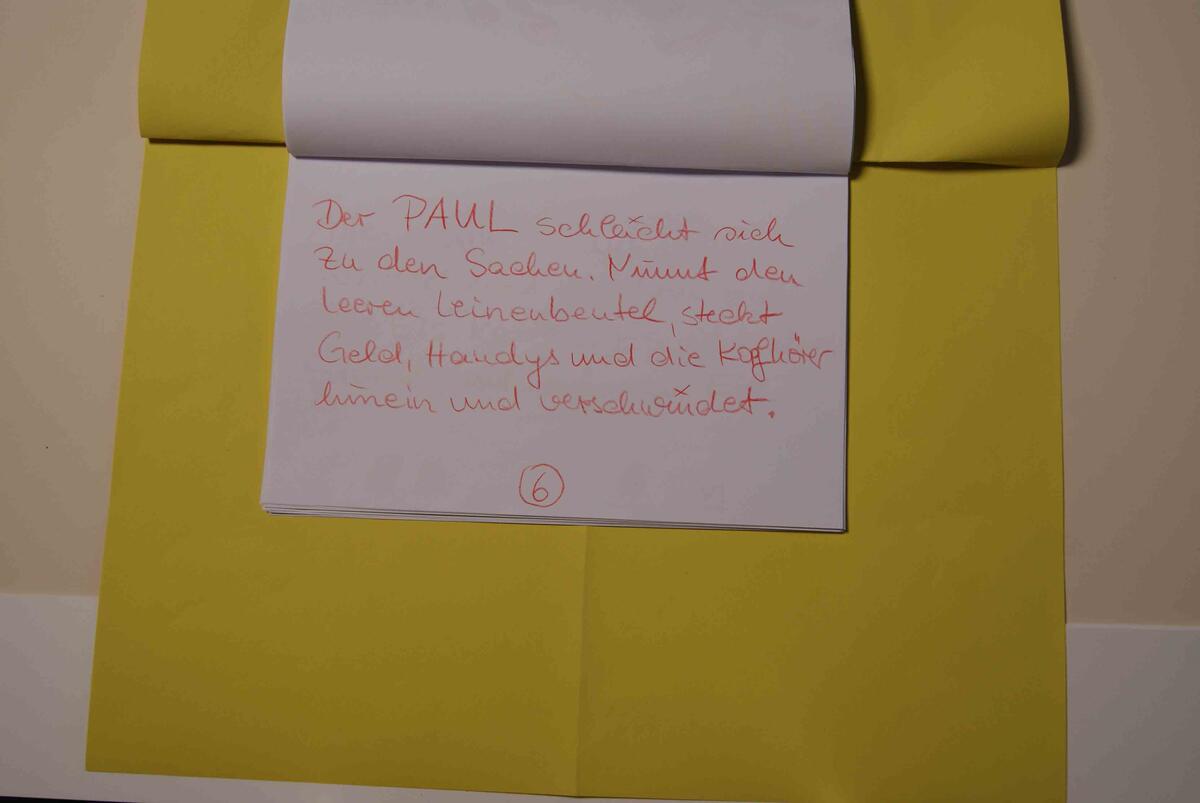 Der PAUL schleicht sich
zu den Sachen. Nimmt den
leeren Leinenbeutel, steckt
Geld, Handys und die Kopfhörer
hinein und verschwindet.
6